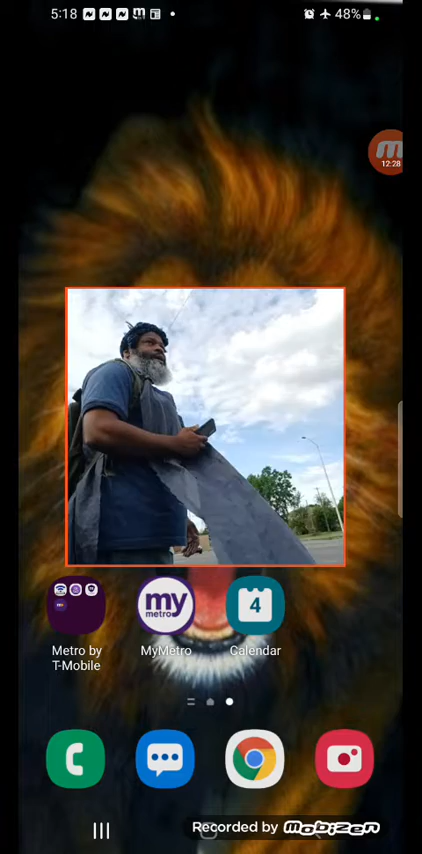 5:18
48%
12:28
my
metro
4
Metro by
T-Mobile
MyMetro
Calendar
Recorded by mobizen